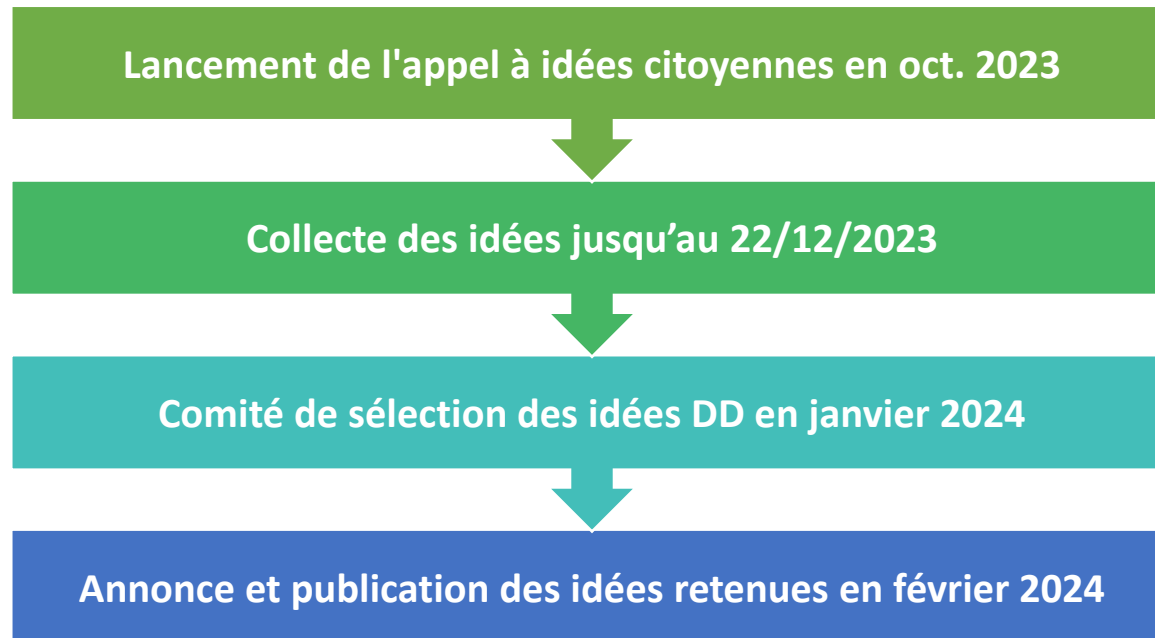 Lancement de l'appel à idées citoyennes en oct. 2023
Collecte des idées jusqu’au 22/12/2023
Comité de sélection des idées DD en janvier 2024
Annonce et publication des idées retenues en février 2024